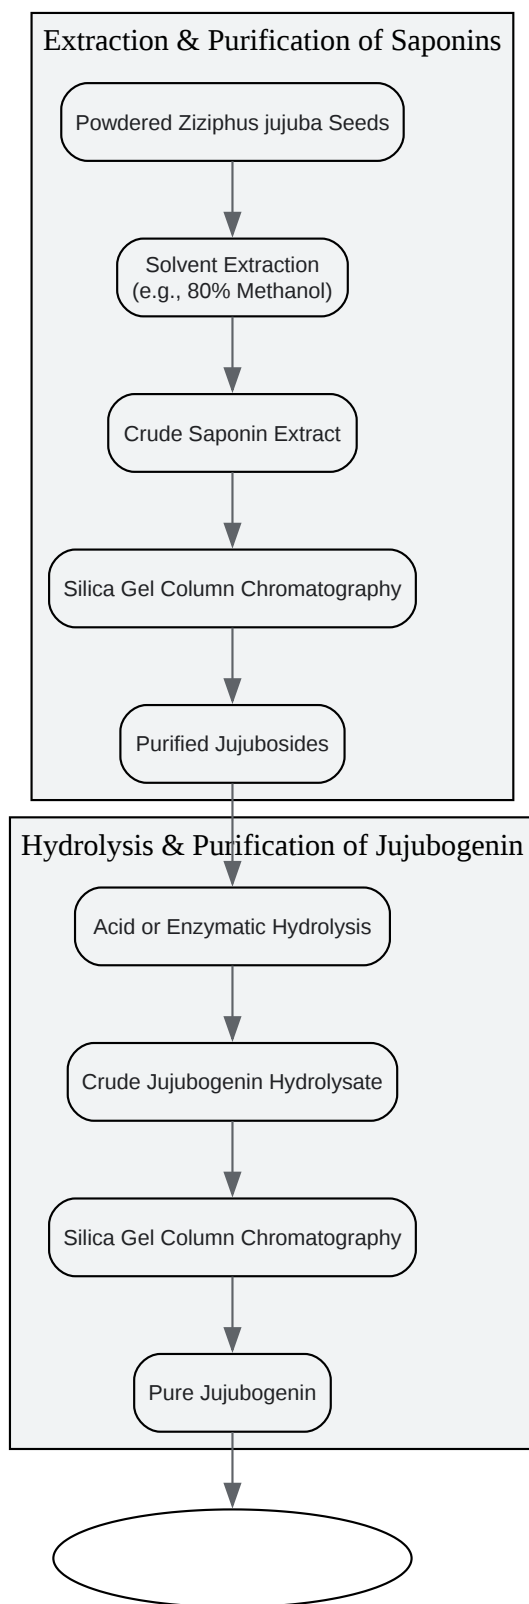 Extraction & Purification of Saponins
Powdered Ziziphus jujuba Seeds
Solvent Extraction
(e.g., 80% Methanol)
Crude Saponin Extract
Silica Gel Column Chromatography
Purified Jujubosides
Hydrolysis & Purification of Jujubogenin
Acid or Enzymatic Hydrolysis
Crude Jujubogenin Hydrolysate
Silica Gel Column Chromatography
Pure Jujubogenin